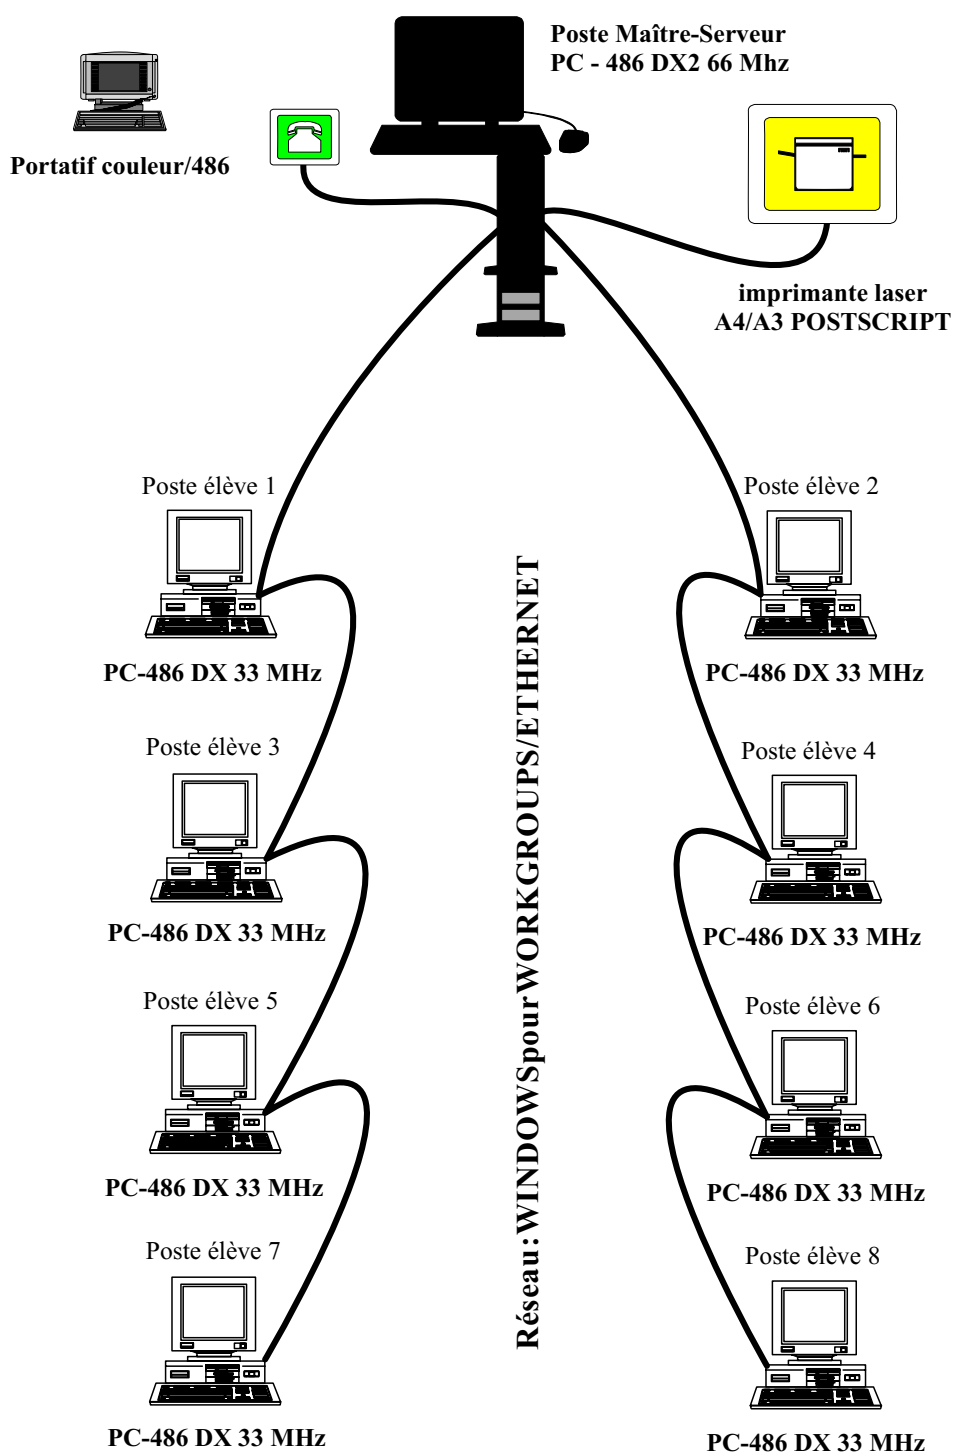 Poste Maître-Serveur
PC - 486 DX2 66 Mhz
Portatif couleur/486
imprimante laser
A4/A3 POSTSCRIPT
Poste élève 1
Poste élève 2
PC-486 DX 33 MHz
PC-486 DX 33 MHz
Réseau: WINDOWS pour WORKGROUPS/ETHERNET
Poste élève 3
Poste élève 4
PC-486 DX 33 MHz
PC-486 DX 33 MHz
Poste élève 5
Poste élève 6
PC-486 DX 33 MHz
PC-486 DX 33 MHz
Poste élève 7
Poste élève 8
PC-486 DX 33 MHz
PC-486 DX 33 MHz